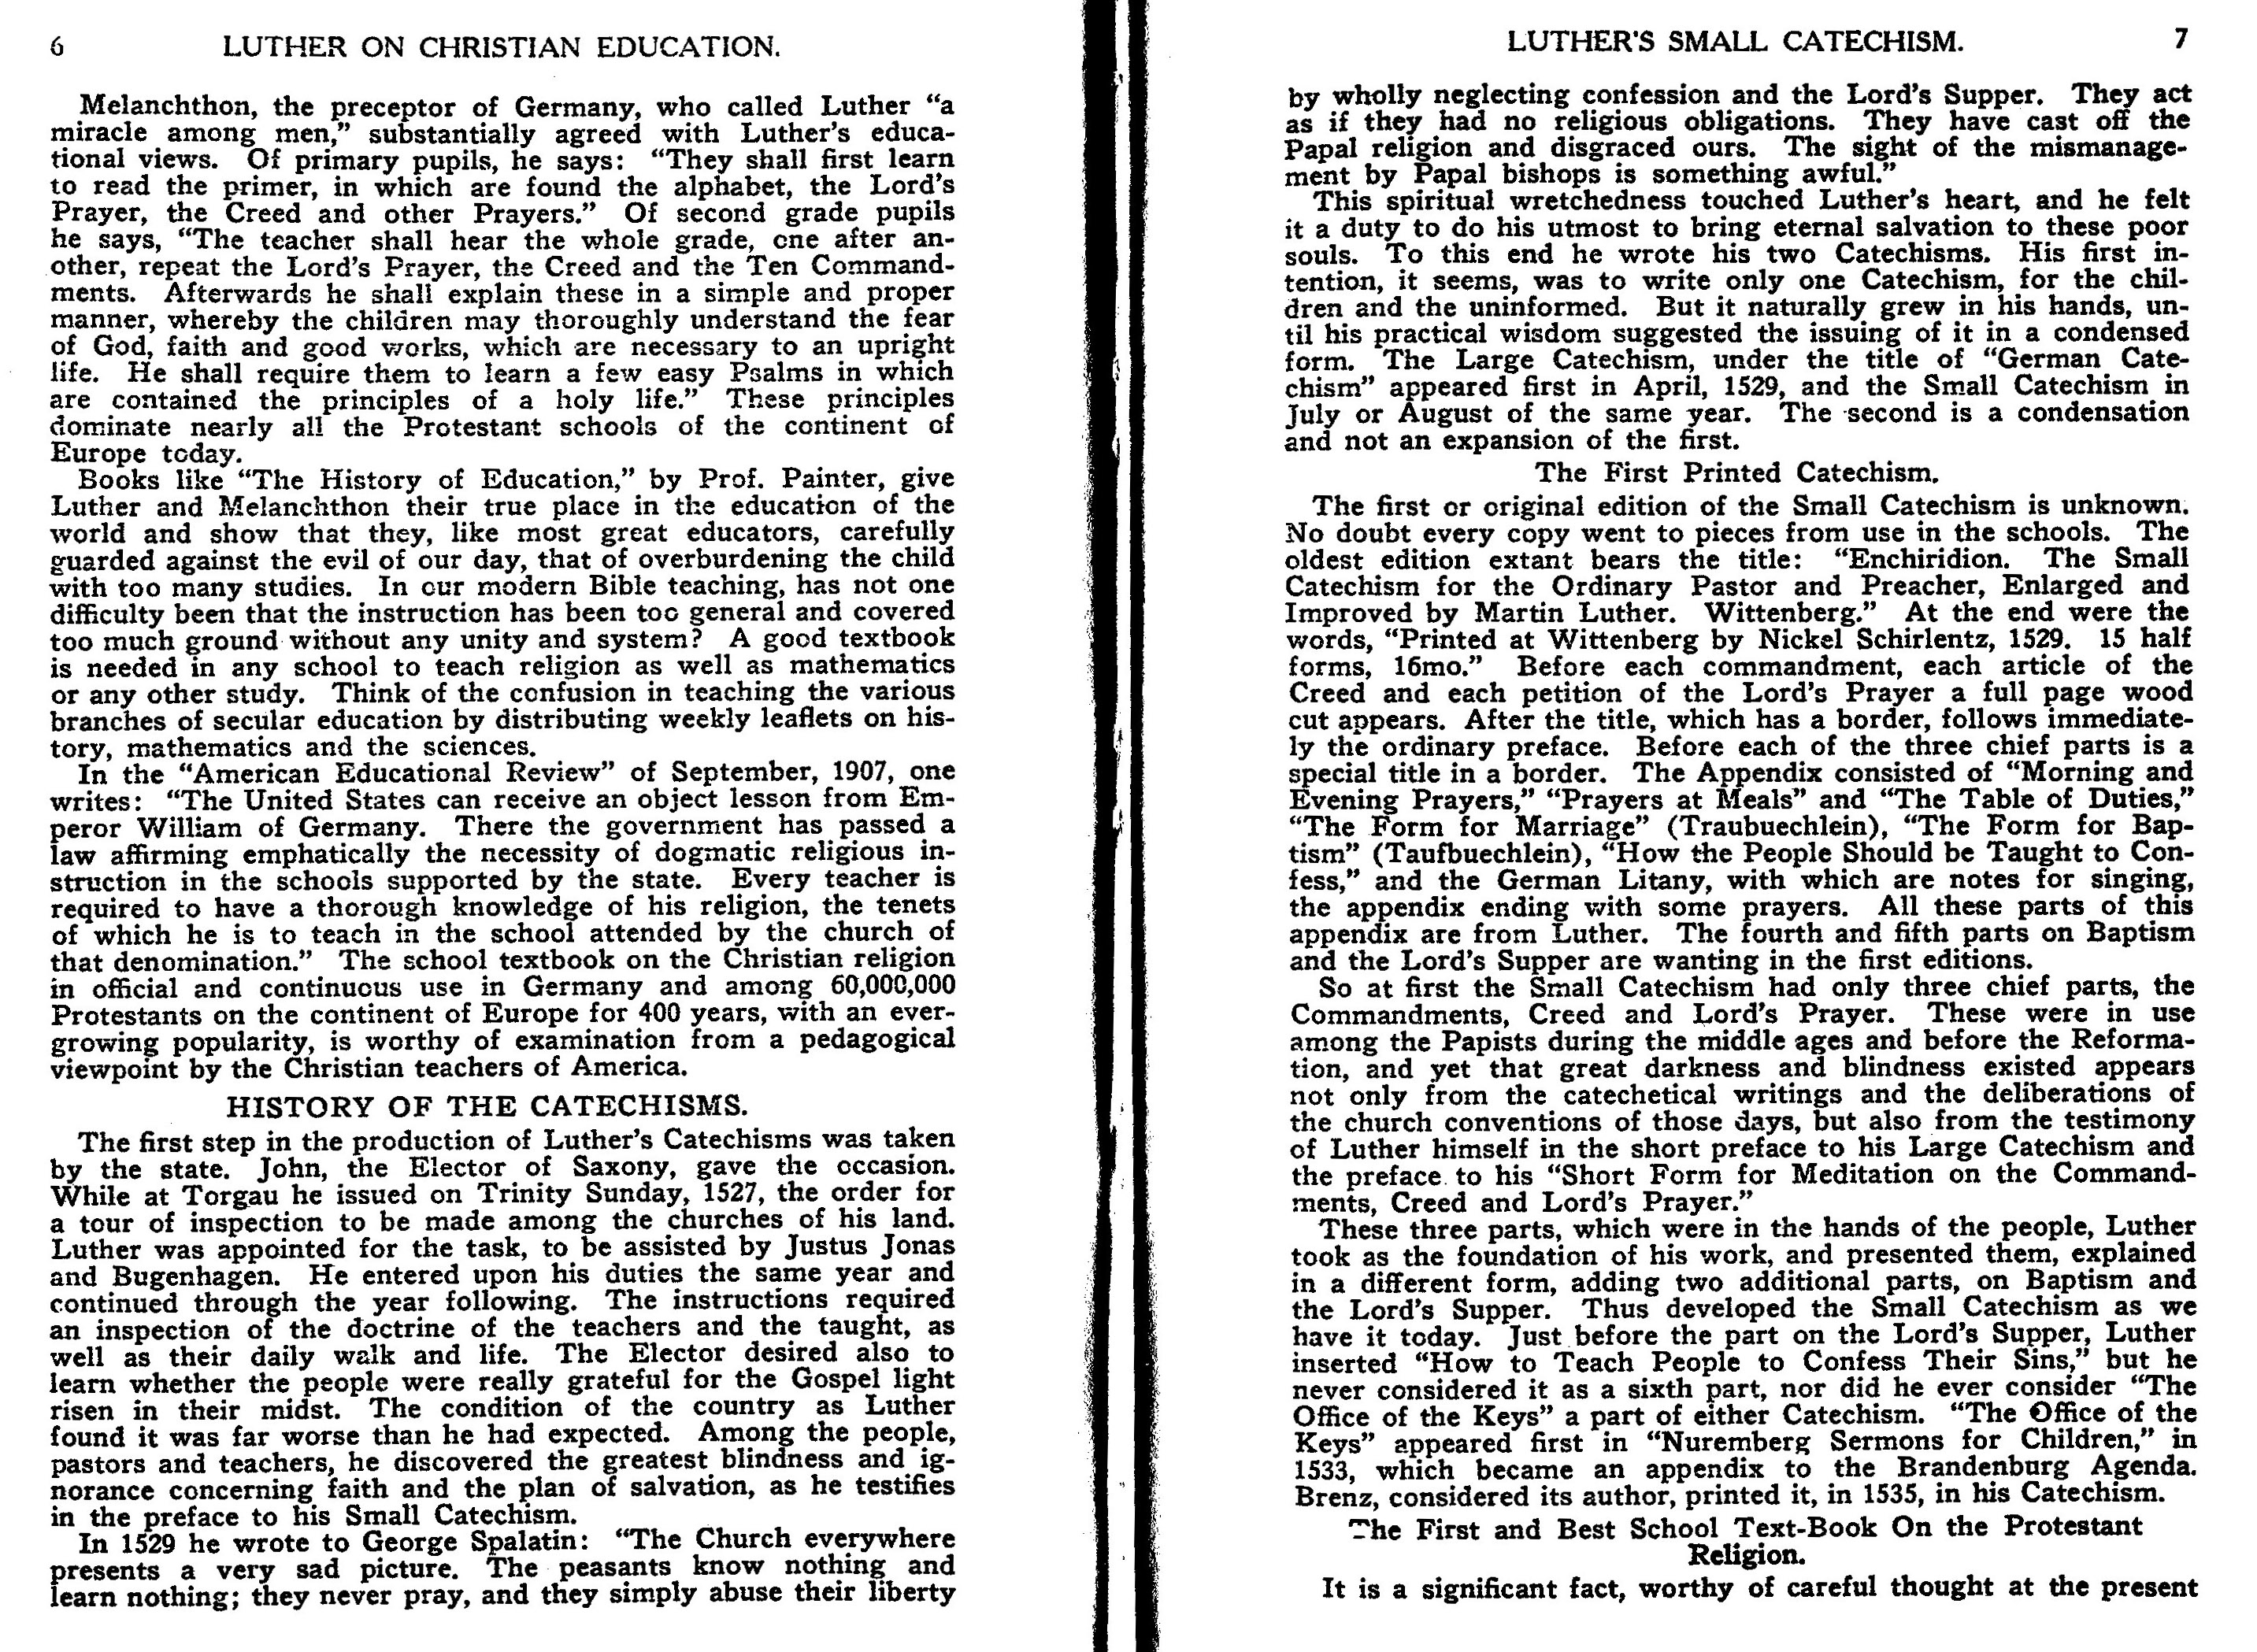 6 LUTHER ON CHRISTIAN EDUCATION.
Melanchthon, the preceptor of Germany, who called Luther “a
miracle among men,” substantially agreed with Luther's educa-
tional views. Of primary pupils, he says: “They shall first learn
to read the primer, in which are found the alphabet, the Lord's
Prayer, the Creed and other Prayers.” Of second grade pupils
he says, “The teacher shall hear the whole grade, one after an-
other, repeat the Lord's Prayer, the Creed and the Ten Command-
ments. Afterwards he shall explain these in a simple and proper
manner, whereby the children may thoroughly understand the fear
of God, faith and good works, which are necessary to an upright
life. He shall require them to learn a few easy Psalms in which
are contained the principles of a holy life.” These principles
dominate nearly all the Protestant schools of the continent of
Europe today.
Books like “The History of Education,” by Prof. Painter, give
Luther and Melanchthon their true place in the education of the
world and show that they, like most great educators, carefully
guarded against the evil of our day, that of overburdening the child
with too many studies. In our modern Bible teaching, has not one
difficulty been that the instruction has been too general and covered
too much ground without any unity and system? A good textbook
is needed in any school to teach religion as well as mathematics
or any other study. Think of the confusion in teaching the various
branches of secular education by distributing weekly leaflets on his-
tory, mathematics and the sciences.
In the “American Educational Review” of September, 1907, one
writes: “The United States can receive an object lesson from Em-
peror William of Germany. There the government has passed a
law affirming emphatically the necessity of dogmatic religious in-
struction in the schools supported by the state. Every teacher is
required to have a thorough knowledge of his religion, the tenets
of which he is to teach in the school attended by the church of
that denomination.” The school textbook on the Christian religion
in official and continuous use in Germany and among 60,000,000
Protestants on the continent of Europe for 400 years, with an ever-
growing popularity, is worthy of examination from a pedagogical
viewpoint by the Christian teachers of America.
HISTORY OF THE CATECHISMS.
The first step in the production of Luther's Catechisms was taken
by the state. John, the Elector of Saxony, gave the occasion.
While at Torgau he issued on Trinity Sunday, 1527, the order for
a tour of inspection to be made among the churches of his land.
Luther was appointed for the task, to be assisted by Justus Jonas
and Bugenhagen. He entered upon his duties the same year and
continued through the year following. The instructions required
an inspection of the doctrine of the teachers and the taught, as
well as their daily walk and life. The Elector desired also to
learn whether the people were really grateful for the Gospel light
risen in their midst. The condition of the country as Luther
found it was far worse than he had expected. Among the people,
pastors and teachers, he discovered the greatest blindness and ig-
norance concerning faith and the plan of salvation, as he testifies
in the preface to his Small Catechism.
In 1529 he wrote to George Spalatin: “The Church everywhere
presents a very sad picture. The peasants know nothing and
learn nothing; they never pray, and they simply abuse their liberty
LUTHER'S SMALL CATECHISM. 7
by wholly neglecting confession and the Lord's Supper. They act
as if they had no religious obligations. They have cast off the
Papal religion and disgraced ours. The sight of the mismanage-
ment by Papal bishops is something awful.”
This spiritual wretchedness touched Luther's heart, and he felt
it a duty to do his utmost to bring eternal salvation to these poor
souls. To this end he wrote his two Catechisms. His first in-
tention, it seems, was to write only one Catechism, for the chil-
dren and the uninformed. But it naturally grew in his hands, un-
til his practical wisdom suggested the issuing of it in a condensed
form. The Large Catechism, under the title of “German Cate-
chism” appeared first in April, 1529, and the Small Catechism in
July or August of the same year. The second is a condensation
and not an expansion of the first.
The First Printed Catechism.
The first or original edition of the Small Catechism is unknown.
No doubt every copy went to pieces from use in the schools. The
oldest edition extant bears the title: “Enchiridion. The Small
Catechism for the Ordinary Pastor and Preacher, Enlarged and
Improved by Martin Luther. Wittenberg.” At the end were the
words, “Printed at Wittenberg by Nickel Schirlentz, 1529. 15 half
forms, 16mo.” Before each commandment, each article of the
Creed and each petition of the Lord's Prayer a full page wood
cut appears. After the title, which has a border, follows immediate-
ly the ordinary preface. Before each of the three chief parts is a
special title in a border. The Appendix consisted of “Morning and
Evening Prayers,” “Prayers at Meals” and “The Table of Duties,”
“The Form for Marriage” (Traubuechlein), “The Form for Bap-
tism” (Taufbuechlein), “How the People Should be Taught to Con-
fess,” and the German Litany, with which are notes for singing,
the appendix ending with some prayers. All these parts of this
appendix are from Luther. The fourth and fifth parts on Baptism
and the Lord's Supper are wanting in the first editions.
So at first the Small Catechism had only three chief parts, the
Commandments, Creed and Lord's Prayer. These were in use
among the Papists during the middle ages and before the Reforma-
tion, and yet that great darkness and blindness existed appears
not only from the catechetical writings and the deliberations of
the church conventions of those days, but also from the testimony
of Luther himself in the short preface to his Large Catechism and
the preface to his “Short Form for Meditation on the Command-
ments, Creed and Lord's Prayer.”
These three parts, which were in the hands of the people, Luther
took as the foundation of his work, and presented them, explained
in a different form, adding two additional parts, on Baptism and
the Lord's Supper. Thus developed the Small Catechism as we
have it today. Just before the part on the Lord's Supper, Luther
inserted “How to Teach People to Confess Their Sins,” but he
never considered it as a sixth part, nor did he ever consider “The
Office of the Keys” a part of either Catechism. “The Office of the
Keys” appeared first in “Nuremberg Sermons for Children,” in
1533, which became an appendix to the Brandenburg Agenda.
Brenz, considered its author, printed it, in 1535, in his Catechism.
The First and Best School Text-Book On the Protestant
Religion.
It is a significant fact, worthy of careful thought at the present